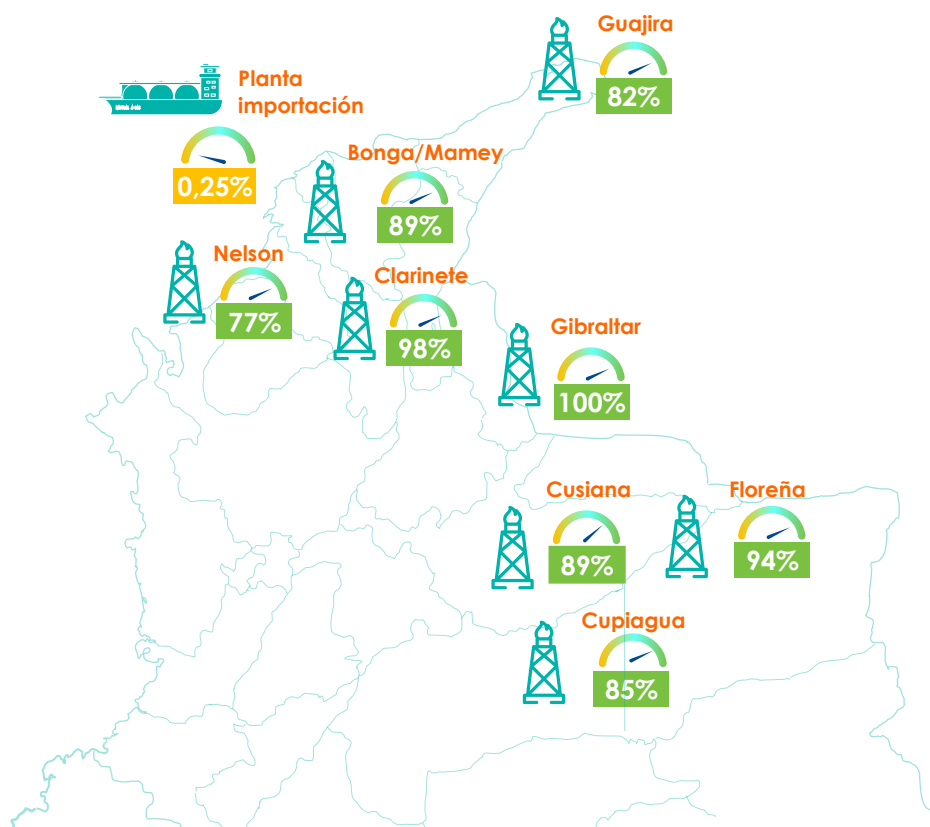 Guajira
82%
Planta
importación
0,25%
Bonga/Mamey
89%
Nelson
77%
Clarinete
98%
Gibraltar
100%
Cusiana
89%
Floreña
94%
Cupiagua
85%